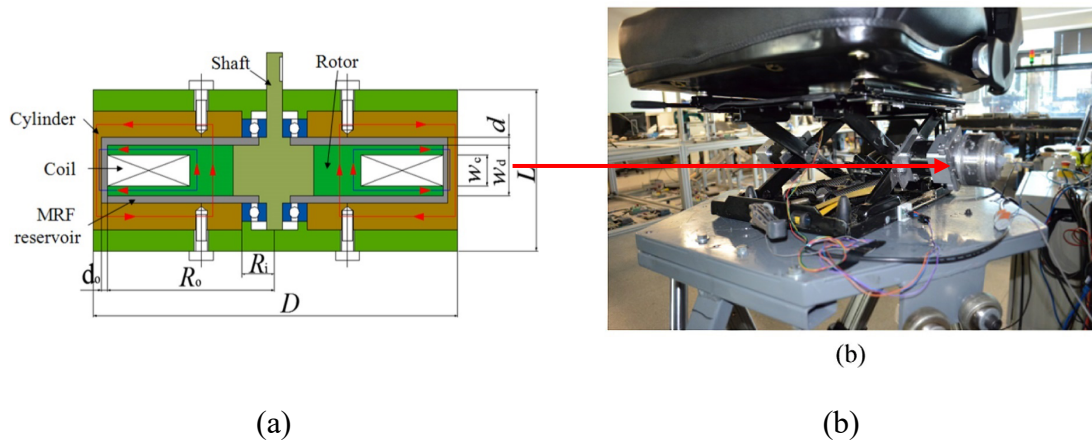 Shaft
Rotor
Cylinder
Coil
MRF
reservoir
d
L
w_c
w_d
d_o
R_o
R_i
D
(b)
(a)
(b)